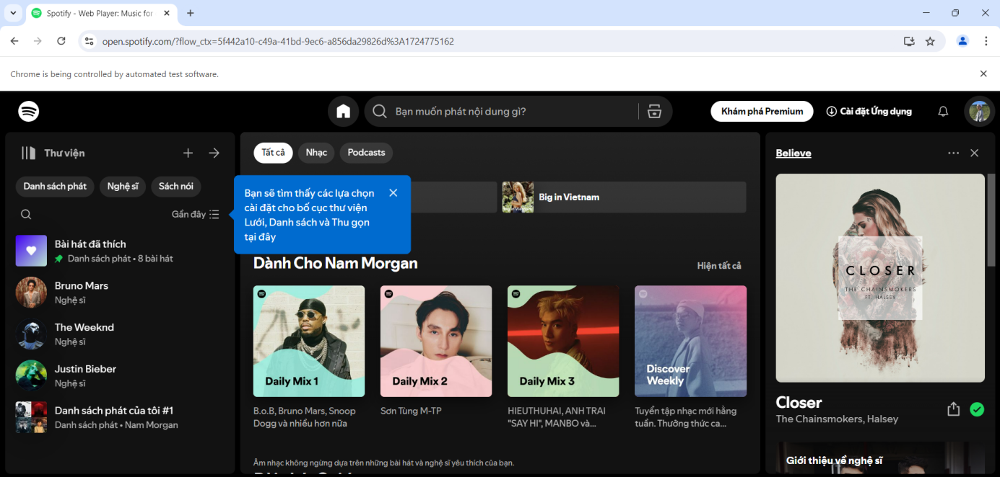 Spotify - Web Player: Music for
open.spotify.com/?flow_ctx=5f442a10-c49a-41bd-9ec6-a856da29826d%3A1724775162
Chrome is being controlled by automated test software.
Bạn muốn phát nội dung gì?
Khám phá Premium
Cài đặt Ứng dụng
Thư viện
Danh sách phát
Nghệ sĩ
Sách nói
Gần đây
Bài hát đã thích
Danh sách phát • 8 bài hát
Bruno Mars
Nghệ sĩ
The Weeknd
Nghệ sĩ
Justin Bieber
Nghệ sĩ
Danh sách phát của tôi #1
Danh sách phát • Nam Morgan
Tất cả
Nhạc
Podcasts
Bạn sẽ tìm thấy các lựa chọn
cài đặt cho bố cục thư viện
Lưới, Danh sách và Thu gọn
tại đây
Big in Vietnam
Dành Cho Nam Morgan
Hiện tất cả
Daily Mix 1
B.o.B, Bruno Mars, Snoop
Dogg và nhiều hơn nữa
Daily Mix 2
Sơn Tùng M-TP
Daily Mix 3
HIEUTHUHAI, ANH TRAI
"SAY HI", MANBO và...
Discover
Weekly
Tuyển tập nhạc mới hằng
tuần. Thưởng thức ca...
Âm nhạc không ngừng dựa trên những bài hát và nghệ sĩ yêu thích của bạn.
Believe
CLOSER
THE CHAINSMOKERS
FT. HALSEY
Closer
The Chainsmokers, Halsey
Giới thiệu về nghệ sĩ